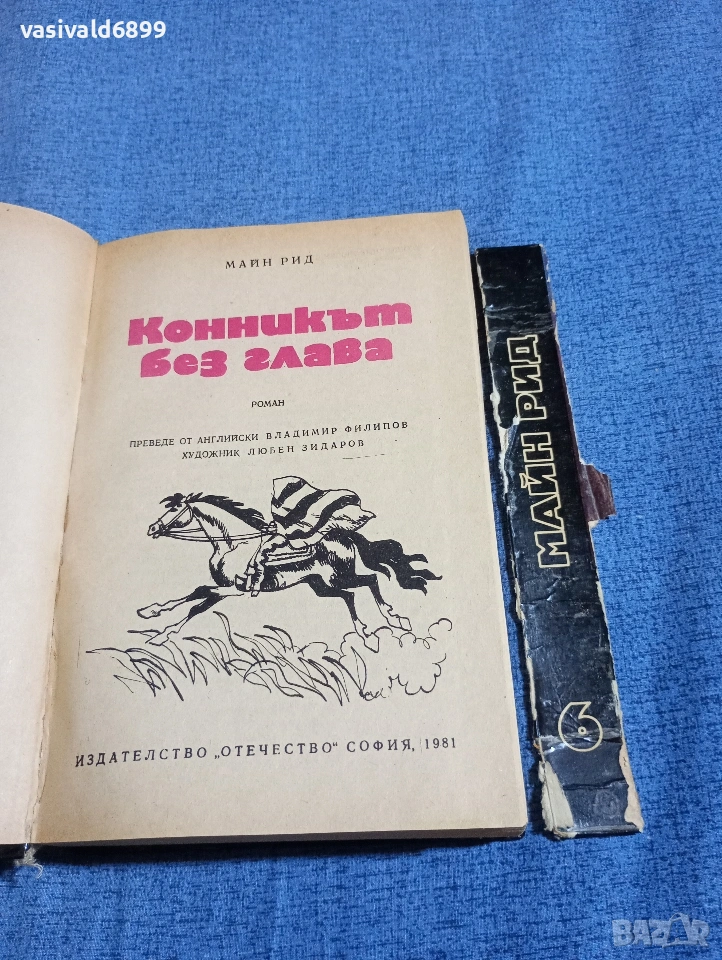 vasivald6899
МАЙН РИД
Конникът
без глава
РОМАН
ПРЕВЕДЕ ОТ АНГЛИЙСКИ ВЛАДИМИР ФИЛИПОВ
ХУДОЖНИК ЛЮБЕН ЗИДАРОВ
ИЗДАТЕЛСТВО „ОТЕЧЕСТВО“ СОФИЯ, 1981
МАЙН РИД
6
BAZAR